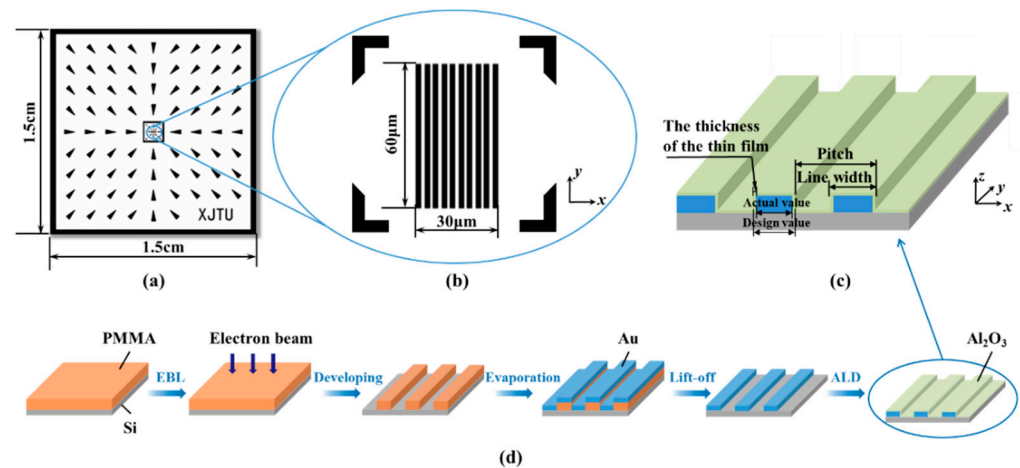 1.5cm
XJTU
1.5cm
(a)
60μm
30μm
y
x
(b)
The thickness
of the thin film
Pitch
Line width
Actual value
Design value
z
y
x
(c)
PMMA
Si
EBL
Electron beam
Developing
Evaporation
Au
Lift-off
ALD
Al₂O₃
(d)